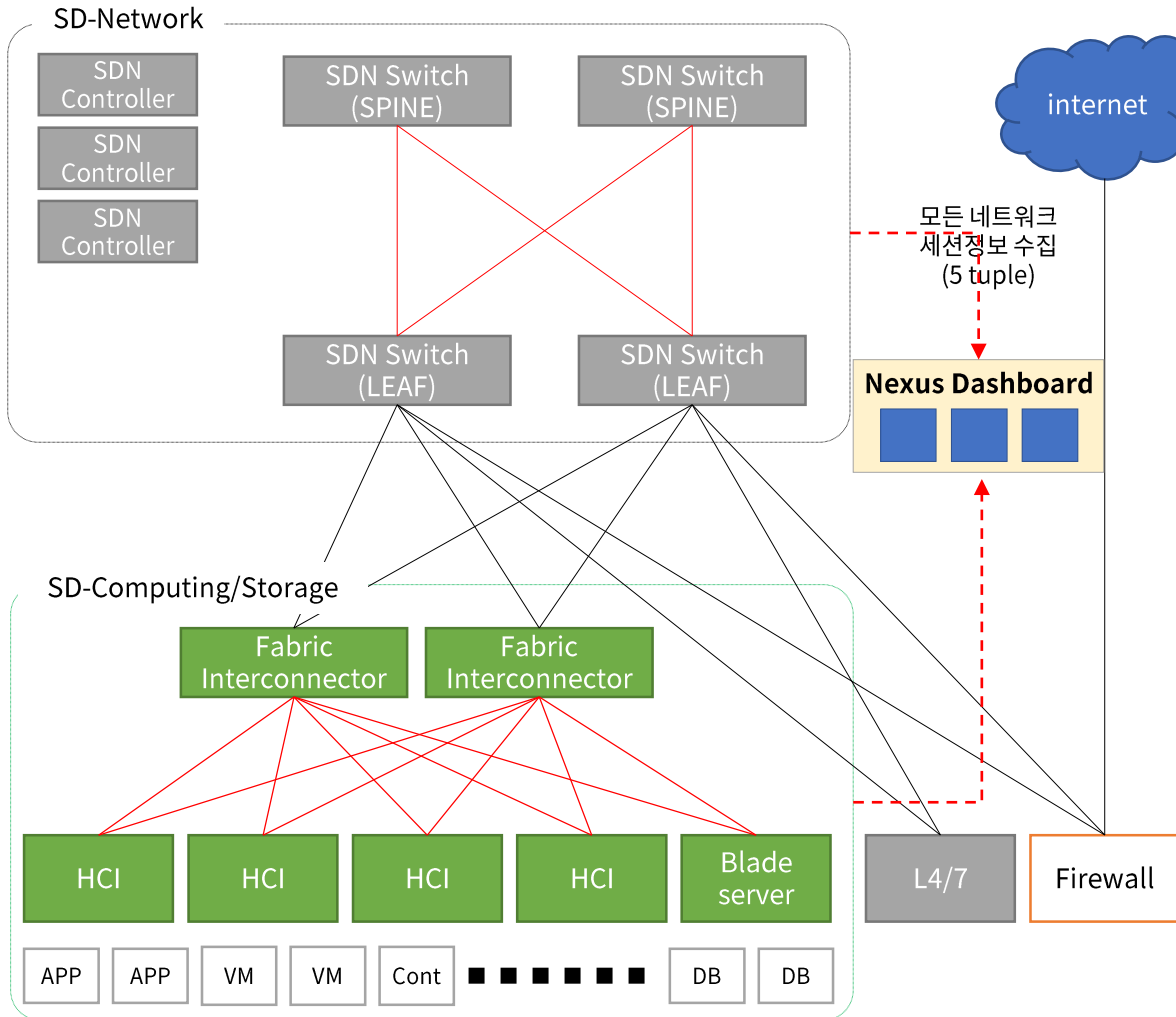 SD-Network
SDN
Controller
SDN
Controller
SDN
Controller
SDN Switch
(SPINE)
SDN Switch
(SPINE)
internet
모든 네트워크
세션정보 수집
(5 tuple)
SDN Switch
(LEAF)
SDN Switch
(LEAF)
Nexus Dashboard
SD-Computing/Storage
Fabric
Interconnector
Fabric
Interconnector
HCI
HCI
HCI
HCI
Blade
server
L4/7
Firewall
APP
APP
VM
VM
Cont
DB
DB